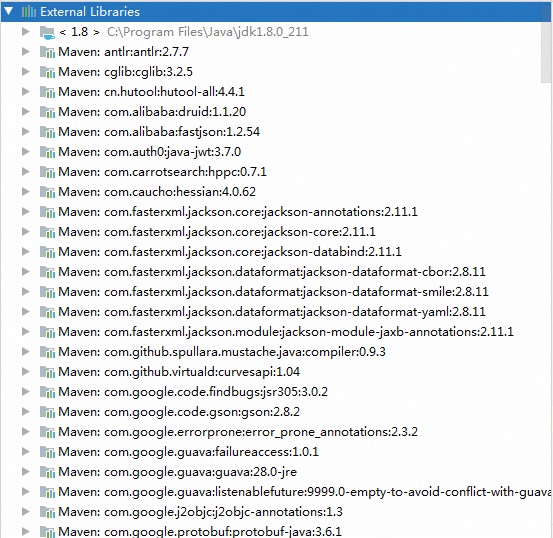 External Libraries
< 1.8 > C:\Program Files\Java\jdk1.8.0_211
Maven: antlr:antlr:2.7.7
Maven: cglib:cglib:3.2.5
Maven: cn.hutool:hutool-all:4.4.1
Maven: com.alibaba:druid:1.1.20
Maven: com.alibaba:fastjson:1.2.54
Maven: com.auth0:java-jwt:3.7.0
Maven: com.carrotsearch:hppc:0.7.1
Maven: com.caucho:hessian:4.0.62
Maven: com.fasterxml.jackson.core:jackson-annotations:2.11.1
Maven: com.fasterxml.jackson.core:jackson-core:2.11.1
Maven: com.fasterxml.jackson.core:jackson-databind:2.11.1
Maven: com.fasterxml.jackson.dataformat:jackson-dataformat-cbor:2.8.11
Maven: com.fasterxml.jackson.dataformat:jackson-dataformat-smile:2.8.11
Maven: com.fasterxml.jackson.dataformat:jackson-dataformat-yaml:2.8.11
Maven: com.fasterxml.jackson.module:jackson-module-jaxb-annotations:2.11.1
Maven: com.github.spullara.mustache.java:compiler:0.9.3
Maven: com.github.virtuald:curvesapi:1.04
Maven: com.google.code.findbugs:jsr305:3.0.2
Maven: com.google.code.gson:gson:2.8.2
Maven: com.google.errorprone:error_prone_annotations:2.3.2
Maven: com.google.guava:failureaccess:1.0.1
Maven: com.google.guava:guava:28.0-jre
Maven: com.google.guava:listenablefuture:9999.0-empty-to-avoid-conflict-with-guava
Maven: com.google.j2objc:j2objc-annotations:1.3
Maven: com.google.protobuf:protobuf-java:3.6.1